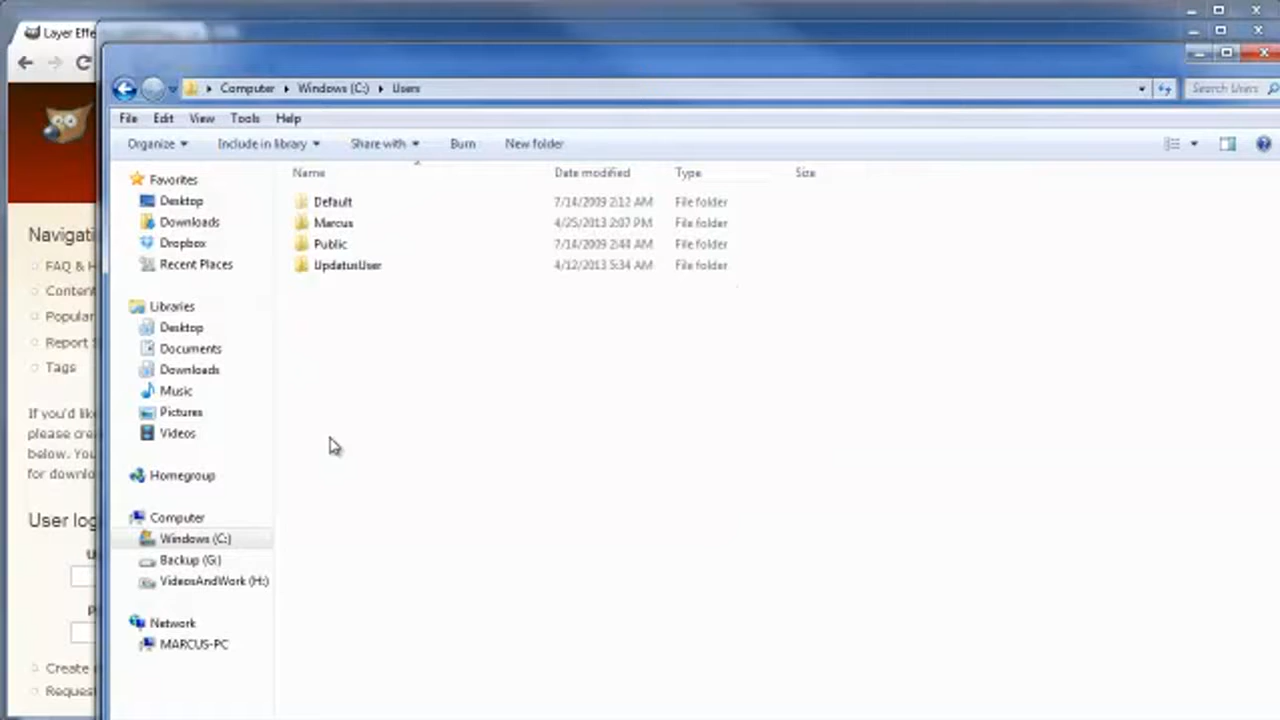 Layer Effe
Computer Windows (C:) Users
Search Users
File Edit View Tools Help
Organize Include in library Share with Burn New folder
Name Date modified Type Size
Default 7/14/2009 2:12 AM File folder
Marcus 4/25/2013 2:07 PM File folder
Public 7/14/2009 2:44 AM File folder
UpdatusUser 4/12/2013 5:34 AM File folder
Favorites
Desktop
Downloads
Dropbox
Recent Places
Libraries
Desktop
Documents
Downloads
Music
Pictures
Videos
Homegroup
Computer
Windows (C:)
Backup (G:)
VideosAndWork (H:)
Network
MARCUS-PC
Navigati
FAQ & H
Content
Popular
Report S
Tags
If you'd lik
please crea
below. You
for downlo
User log
U
P
Create
Reques